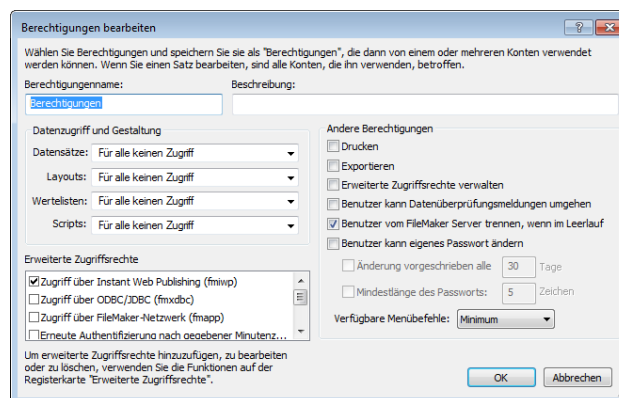 Berechtigungen bearbeiten
Wählen Sie Berechtigungen und speichern Sie sie als "Berechtigungen", die dann von einem oder mehreren Konten verwendet
werden können. Wenn Sie einen Satz bearbeiten, sind alle Konten, die ihn verwenden, betroffen.
Berechtigungenname:
Beschreibung:
Berechtigungen
Datenzugriff und Gestaltung
Datensätze: Für alle keinen Zugriff
Layouts: Für alle keinen Zugriff
Wertelisten: Für alle keinen Zugriff
Scripts: Für alle keinen Zugriff
Erweiterte Zugriffsrechte
Zugriff über Instant Web Publishing (fmiwp)
Zugriff über ODBC/JDBC (fmxdbc)
Zugriff über FileMaker-Netzwerk (fmapp)
Erneute Authentifizierung nach gegebener Minutenz...
Um erweiterte Zugriffsrechte hinzuzufügen, zu bearbeiten
oder zu löschen, verwenden Sie die Funktionen auf der
Registerkarte "Erweiterte Zugriffsrechte".
Andere Berechtigungen
Drucken
Exportieren
Erweiterte Zugriffsrechte verwalten
Benutzer kann Datenüberprüfungsmeldungen umgehen
Benutzer vom FileMaker Server trennen, wenn im Leerlauf
Benutzer kann eigenes Passwort ändern
Änderung vorgeschrieben alle 30 Tage
Mindestlänge des Passworts: 5 Zeichen
Verfügbare Menübefehle: Minimum
OK
Abbrechen